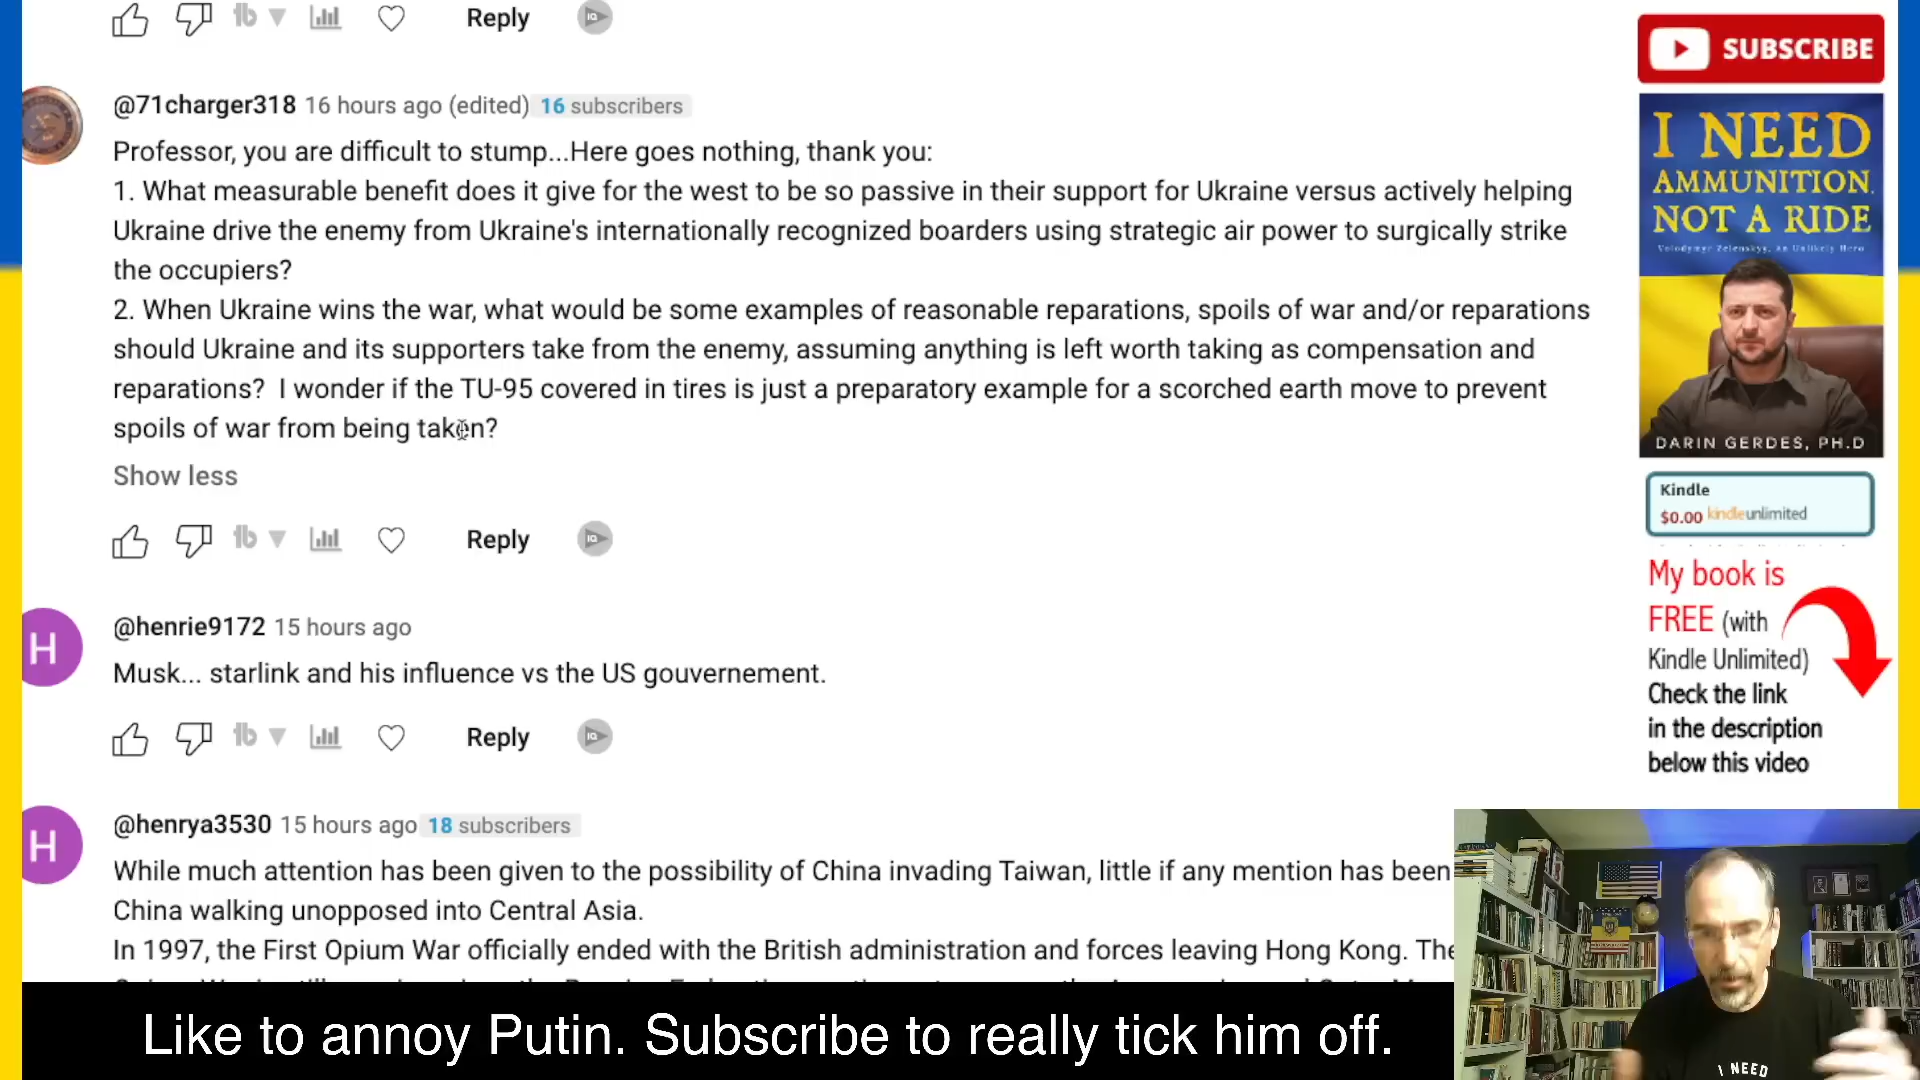 Reply
SUBSCRIBE
@71charger318 16 hours ago (edited) 16 subscribers
Professor, you are difficult to stump...Here goes nothing, thank you:
1. What measurable benefit does it give for the west to be so passive in their support for Ukraine versus actively helping
Ukraine drive the enemy from Ukraine's internationally recognized boarders using strategic air power to surgically strike
the occupiers?
2. When Ukraine wins the war, what would be some examples of reasonable reparations, spoils of war and/or reparations
should Ukraine and its supporters take from the enemy, assuming anything is left worth taking as compensation and
reparations?  I wonder if the TU-95 covered in tires is just a preparatory example for a scorched earth move to prevent
spoils of war from being taken?
Show less
Reply
I NEED
AMMUNITION,
NOT A RIDE
Volodymyr Zelenskyy, An Unlikely Hero
DARIN GERDES, PH.D
Kindle
$0.00 kindleunlimited
My book is
FREE (with
Kindle Unlimited)
Check the link
in the description
below this video
H
@henrie9172 15 hours ago
Musk... starlink and his influence vs the US gouvernement.
Reply
H
@henrya3530 15 hours ago 18 subscribers
While much attention has been given to the possibility of China invading Taiwan, little if any mention has been
China walking unopposed into Central Asia.
In 1997, the First Opium War officially ended with the British administration and forces leaving Hong Kong. The
Like to annoy Putin. Subscribe to really tick him off.
I NEED